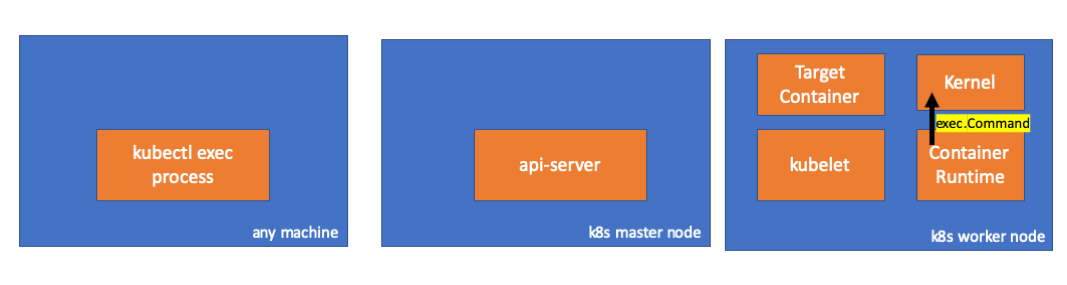 kubectl exec
process
any machine
api-server
k8s master node
Target
Container
Kernel
exec.Command
kubelet
Container
Runtime
k8s worker node